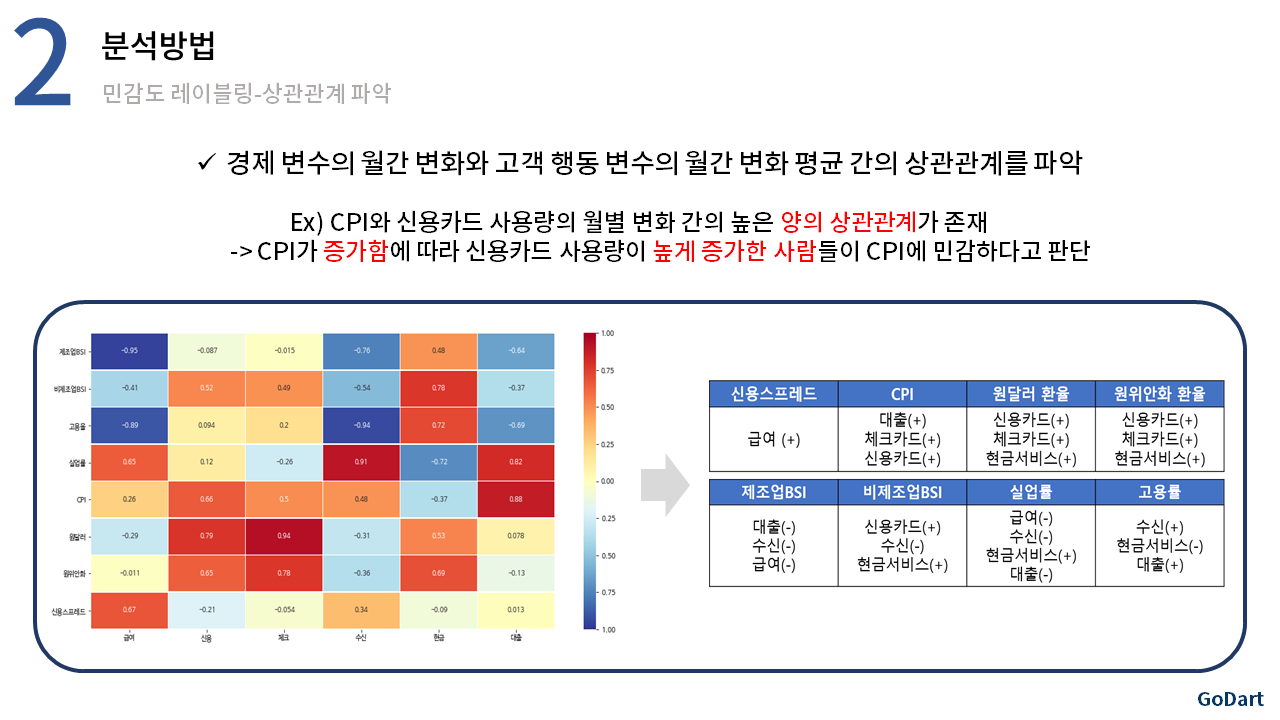 2
분석방법
민감도 레이블링-상관관계 파악
✓ 경제 변수의 월간 변화와 고객 행동 변수의 월간 변화 평균 간의 상관관계를 파악
Ex) CPI와 신용카드 사용량의 월별 변화 간의 높은 양의 상관관계가 존재
-> CPI가 증가함에 따라 신용카드 사용량이 높게 증가한 사람들이 CPI에 민감하다고 판단
제조업BSI -0.95 -0.087 -0.015 -0.76 0.48 -0.64
비제조업BSI -0.41 0.52 0.49 -0.54 0.78 -0.37
고용율 -0.89 0.094 0.2 -0.94 0.72 -0.69
실업률 0.65 0.12 -0.26 0.91 -0.72 0.82
CPI 0.26 0.66 0.5 0.48 -0.37 0.88
원달러 -0.29 0.79 0.94 -0.31 0.53 0.078
원위안화 -0.011 0.65 0.78 -0.36 0.69 -0.13
신용스프레드 0.67 -0.21 -0.054 0.34 -0.09 0.013
급여 신용 체크 수신 현금 대출
1.00
0.75
0.50
0.25
0.00
0.25
0.50
0.75
1.00
신용스프레드 CPI 원달러 환율 원위안화 환율
대출(+) 신용카드(+) 신용카드(+)
급여 (+) 체크카드(+) 체크카드(+) 체크카드(+)
신용카드(+) 현금서비스(+) 현금서비스(+)
제조업BSI 비제조업BSI 실업률 고용률
급여(-)
대출(-) 신용카드(+) 수신(-) 수신(+)
수신(-) 수신(-) 현금서비스(+) 현금서비스(-)
급여(-) 현금서비스(+) 대출(-) 대출(+)
GoDart